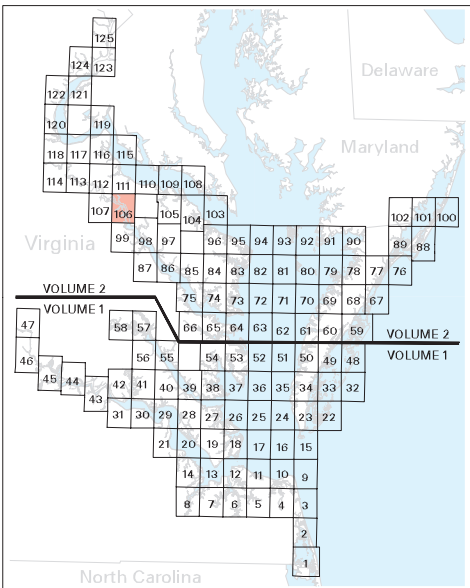 125
124 123
Delaware
122 121
120 119
Maryland
118 117 116 115
114 113 112 111 110 109 108
107 106 105 104 103 102 101 100
Virginia
99 98 97 96 95 94 93 92 91 90 89 88
87 86 85 84 83 82 81 80 79 78 77 76
75 74 73 72 71 70 69 68 67
VOLUME 2
VOLUME 1
47 58 57 66 65 64 63 62 61 60 59
VOLUME 2
VOLUME 1
46 56 55 54 53 52 51 50 49 48
45 44 43 42 41 40 39 38 37 36 35 34 33 32
31 30 29 28 27 26 25 24 23 22
21 20 19 18 17 16 15
14 13 12 11 10 9
8 7 6 5 4 3
2
1
North Carolina